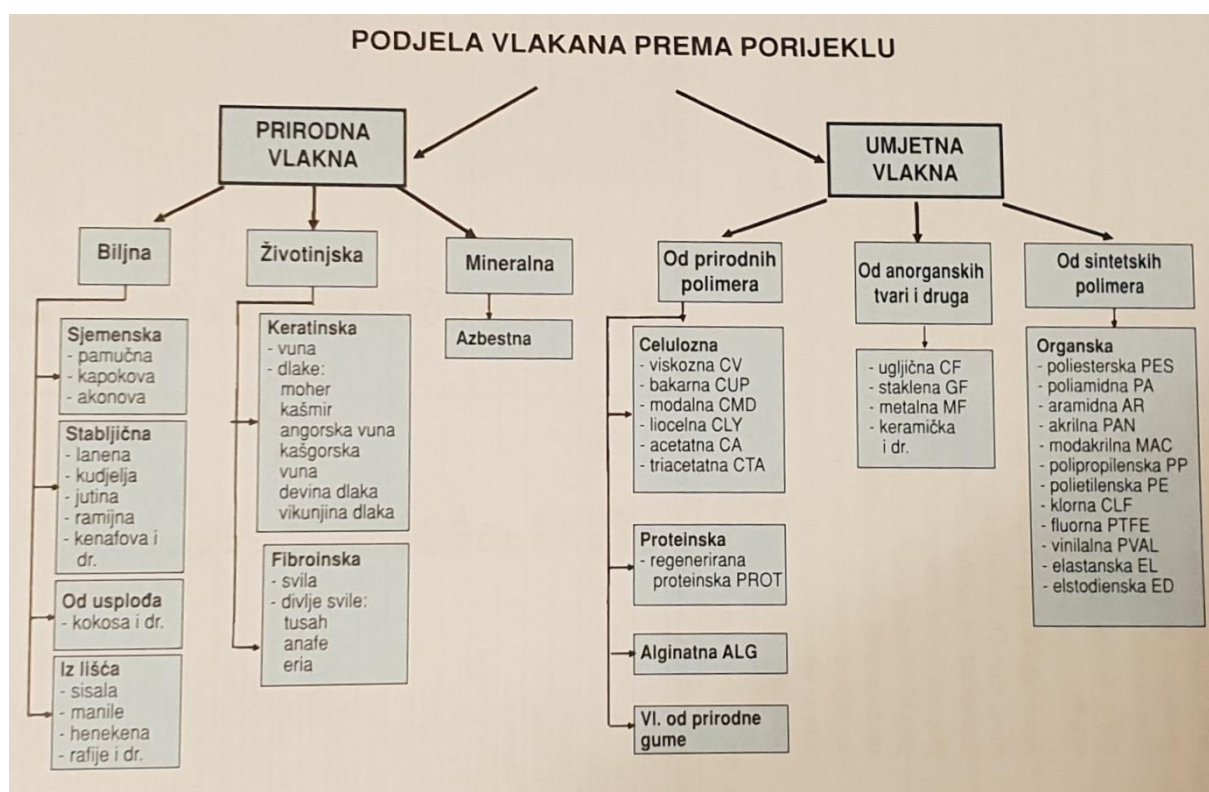 PODJELA VLAKANA PREMA PORIJEKLU
PRIRODNA
VLAKNA
Biljna
Sjemenska
- pamučna
- kapokova
- akonova
Stabljična
- lanena
- kudjelja
- jutina
- ramijna
- kenafova i
dr.
Od usplođa
- kokosa i dr.
Iz lišća
- sisala
- manile
- henekena
- rafije i dr.
Životinjska
Keratinska
- vuna
- dlake:
moher
kašmir
angorska vuna
kašgorska
vuna
devina dlaka
vikunjina dlaka
Fibroinska
- svila
- divlje svile:
tusah
anafe
eria
Mineralna
Azbestna
UMJETNA
VLAKNA
Od prirodnih
polimera
Celulozna
- viskozna CV
- bakarna CUP
- modalna CMD
- liocelna CLY
- acetatna CA
- triacetatna CTA
Proteinska
- regenerirana
proteinska PROT
Alginatna ALG
Vl. od prirodne
gume
Od anorganskih
tvari i druga
- ugljična CF
- staklena GF
- metalna MF
- keramička
i dr.
Od sintetskih
polimera
Organska
- poliesterska PES
- poliamidna PA
- aramidna AR
- akrilna PAN
- modakrilna MAC
- polipropilenska PP
- polietilenska PE
- klorna CLF
- fluorna PTFE
- vinilalna PVAL
- elastanska EL
- elstodienska ED